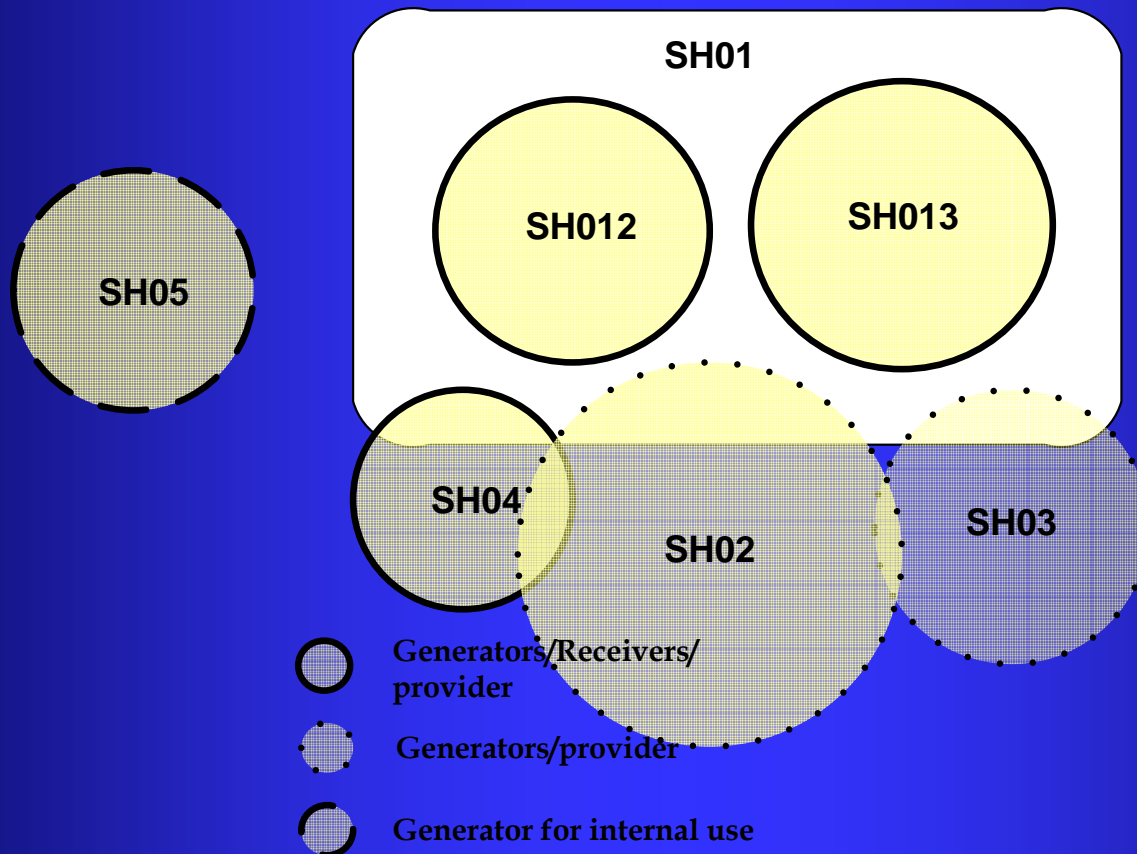 SH01
SH012
SH013
SH05
SH04
SH02
SH03
Generators/Receivers/
provider
Generators/provider
Generator for internal use